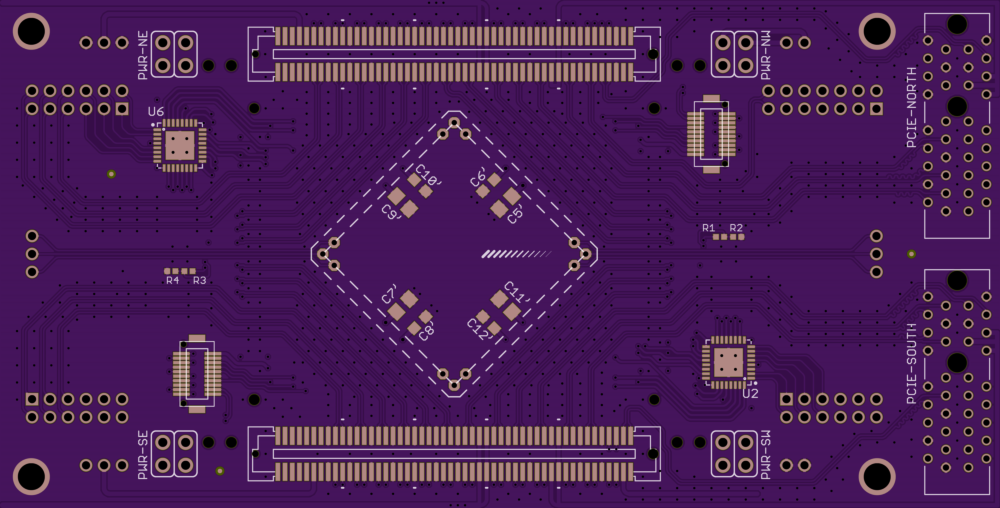 PWR-NE
PWR-NW
PCIE-NORTH
U6
C10'
C6'
C9'
C5'
R1 R2
R4 R3
C7'
C11'
C8'
C12'
U2
PCIE-SOUTH
PWR-SE
PWR-SW